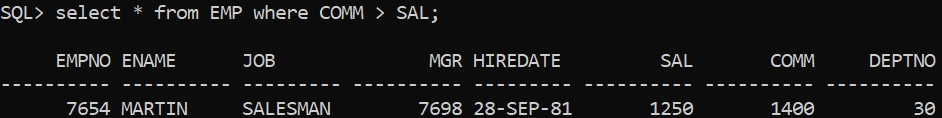 SQL> select * from EMP where COMM > SAL;
EMPNO ENAME JOB MGR HIREDATE SAL COMM DEPTNO
---------- ---------- --------- ---------- --------- ---------- ---------- ----------
7654 MARTIN SALESMAN 7698 28-SEP-81 1250 1400 30